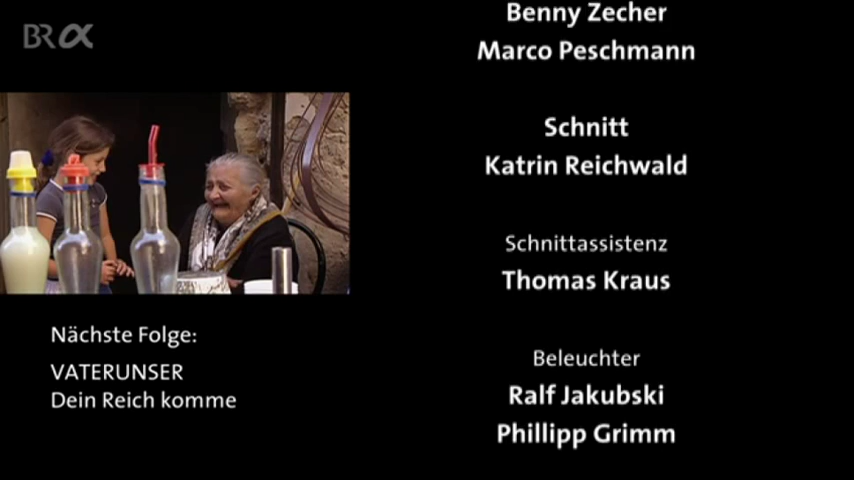 BRα
Benny Zecher
Marco Peschmann
Schnitt
Katrin Reichwald
Schnittassistenz
Thomas Kraus
Beleuchter
Ralf Jakubski
Phillipp Grimm
Nächste Folge:
VATERUNSER
Dein Reich komme